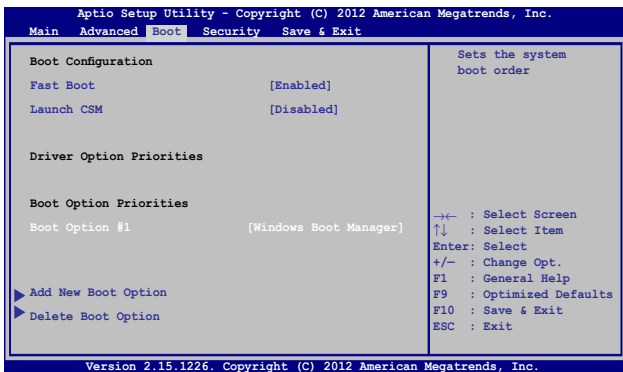 Aptio Setup Utility - Copyright (C) 2012 American Megatrends, Inc.
Main Advanced Boot Security Save & Exit
Boot Configuration
Fast Boot [Enabled]
Launch CSM [Disabled]
Driver Option Priorities
Boot Option Priorities
Boot Option #1 [Windows Boot Manager]
Add New Boot Option
Delete Boot Option
Sets the system
boot order
→← : Select Screen
↑↓ : Select Item
Enter: Select
+/— : Change Opt.
F1 : General Help
F9 : Optimized Defaults
F10 : Save & Exit
ESC : Exit
Version 2.15.1226. Copyright (C) 2012 American Megatrends, Inc.